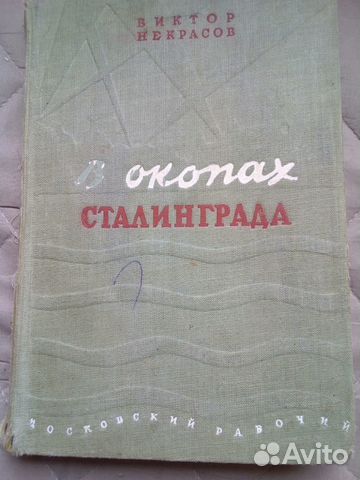 ВИКТОР
НЕКРАСОВ
В окопах
СТАЛИНГРАДА
МОСКОВСКИЙ РАБОЧИЙ
Avito